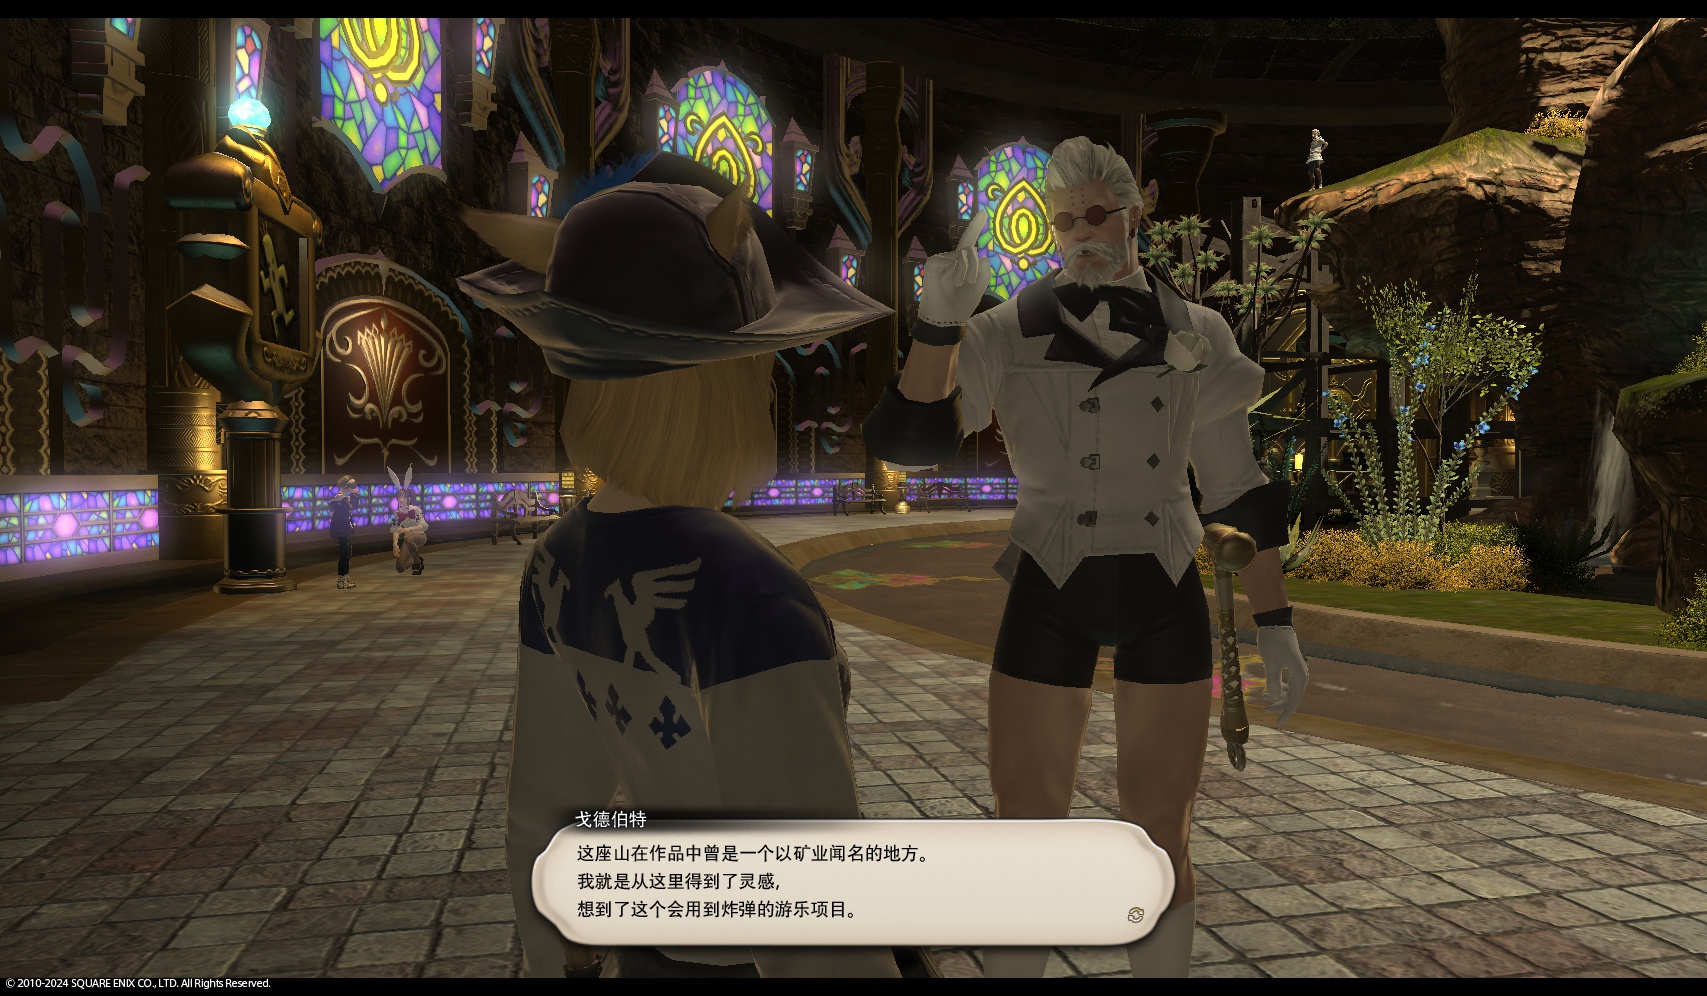 戈德伯特
这座山在作品中曾是一个以矿业闻名的地方。
我就是从这里得到了灵感，
想到了这个会用到炸弹的游乐项目。
© 2010-2024 SQUARE ENIX CO., LTD. All Rights Reserved.